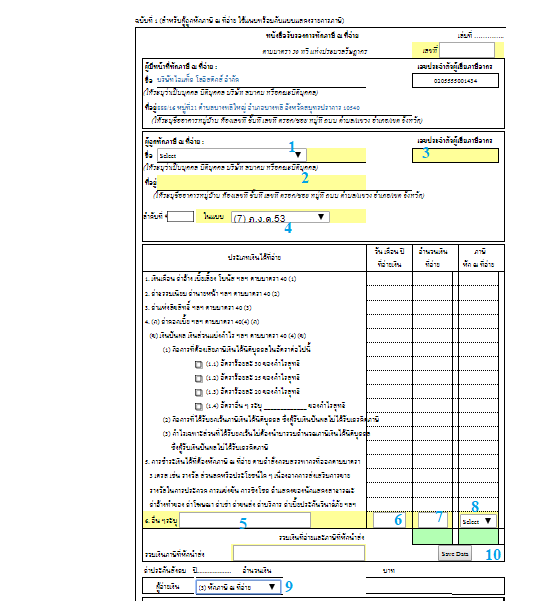 ฉบับที่ 1 (สำหรับผู้ถูกหักภาษี ณ ที่จ่าย ใช้แนบพร้อมกับแบบแสดงรายการภาษี)
หนังสือรับรองการหักภาษี ณ ที่จ่าย
เล่มที่ ................
ตามมาตรา 50 ทวิ แห่งประมวลรัษฎากร
เลขที่
ผู้มีหน้าที่หักภาษี ณ ที่จ่าย :
เลขประจำตัวผู้เสียภาษีอากร
ชื่อ
0205555001434
(ให้ระบุว่าเป็นบุคคล นิติบุคคล บริษัท สมาคม หรือคณะบุคคล)
ที่อยู่
(ให้ระบุชื่ออาคาร/หมู่บ้าน ห้องเลขที่ ชั้นที่ เลขที่ ตรอก/ซอย หมู่ที่ ถนน ตำบล/แขวง อำเภอ/เขต จังหวัด)
ผู้ถูกหักภาษี ณ ที่จ่าย :
เลขประจำตัวผู้เสียภาษีอากร
ชื่อ Select 1 3
(ให้ระบุว่าเป็นบุคคล นิติบุคคล บริษัท สมาคม หรือคณะบุคคล)
ที่อยู่ 2
(ให้ระบุชื่ออาคาร/หมู่บ้าน ห้องเลขที่ ชั้นที่ เลขที่ ตรอก/ซอย หมู่ที่ ถนน ตำบล/แขวง อำเภอ/เขต จังหวัด)
ลำดับที่ ในแบบ (7) ภ.ง.ด.53
4
ประเภทเงินได้ที่จ่าย
วัน เดือน ปี ที่จ่ายเงิน
จำนวนเงิน ที่จ่าย
ภาษี หัก ณ ที่จ่าย
1. เงินเดือน ค่าจ้าง เบี้ยเลี้ยง โบนัส ฯลฯ ตามมาตรา 40 (1)
2. ค่าธรรมเนียม ค่านายหน้า ฯลฯ ตามมาตรา 40 (2)
3. ค่าแห่งลิขสิทธิ์ ฯลฯ ตามมาตรา 40 (3)
4. (ก) ค่าดอกเบี้ย ฯลฯ ตามมาตรา 40(4) (ก)
(ข) เงินปันผล เงินส่วนแบ่งกำไร ฯลฯ ตามมาตรา 40 (4) (ข)
(1) กิจการที่ต้องเสียภาษีเงินได้นิติบุคคลในอัตราดังนี้
(1.1) อัตราร้อยละ 30 ของกำไรสุทธิ
(1.2) อัตราร้อยละ 25 ของกำไรสุทธิ
(1.3) อัตราร้อยละ 20 ของกำไรสุทธิ
(1.4) อัตราอื่น ๆ ระบุ ____________ ของกำไรสุทธิ
(2) กิจการที่ได้รับยกเว้นภาษีเงินได้นิติบุคคล ซึ่งผู้รับเงินปันผลไม่ได้รับเครดิตภาษี
(3) กำไรเฉพาะส่วนที่ได้รับยกเว้นไม่ต้องนำมารวมคำนวณภาษีเงินได้นิติบุคคล
ซึ่งผู้รับเงินปันผลไม่ได้รับเครดิตภาษี
5. การจ่ายเงินได้ที่ต้องหักภาษี ณ ที่จ่าย ตามคำสั่งกรมสรรพากรที่ออกตามมาตรา
3 เตรส เช่น รางวัล ส่วนลดหรือประโยชน์ใด ๆ เนื่องจากการส่งเสริมการขาย
รางวัลในการประกวด การแข่งขัน การชิงโชค ค่าแสดงของนักแสดงสาธารณะ
ค่าจ้างทำของ ค่าโฆษณา ค่าเช่า ค่าขนส่ง ค่าบริการ ค่าเบี้ยประกันวินาศภัย ฯลฯ
8
6. อื่น ๆ ระบุ 5 6 7 Select
รวมเงินที่จ่ายและภาษีที่หักนำส่ง
รวมเงินภาษีที่หักนำส่ง Save Data 10
ปี................ จำนวนเงิน บาท
ผู้จ่ายเงิน (3) หักภาษี ณ ที่จ่าย 9